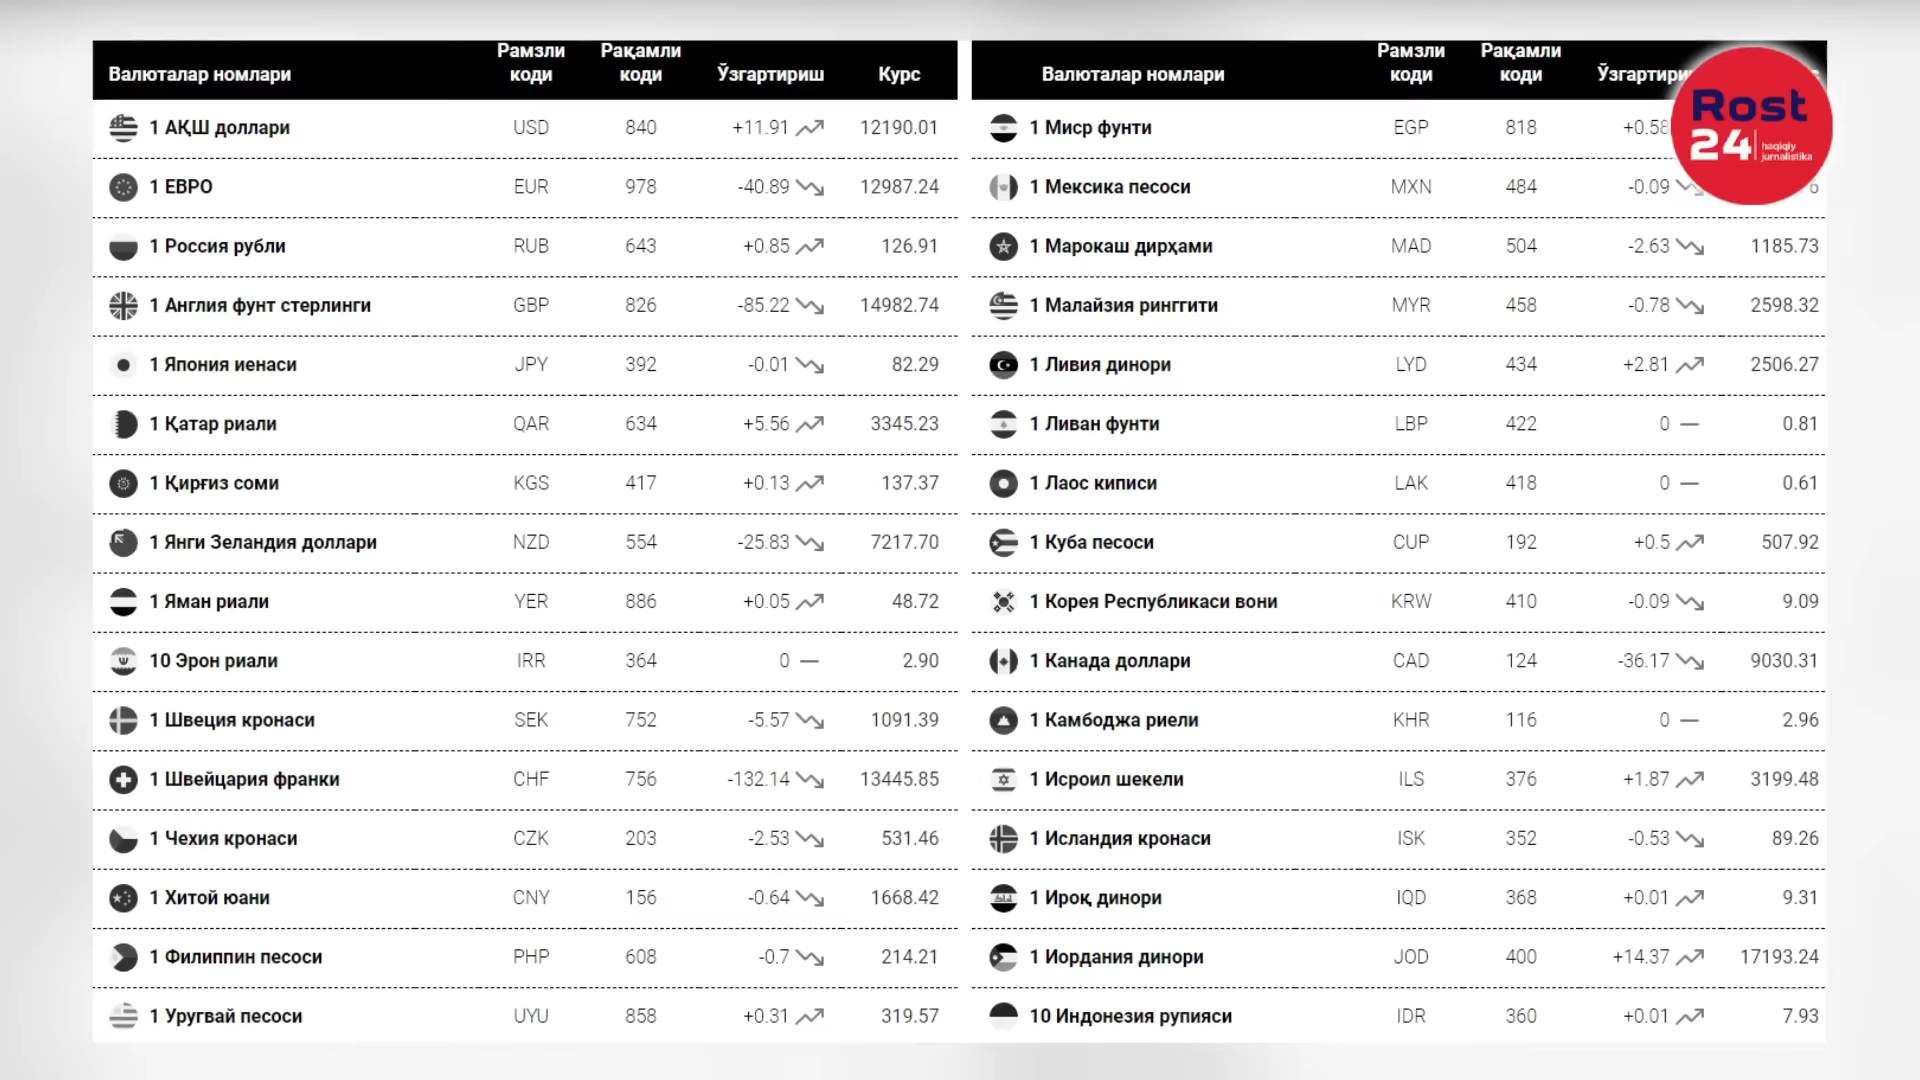 Валюталар номлари Рамзли коди Рақамли коди Ўзгартириш Курс
1 АҚШ доллари USD 840 +11.91 12190.01
1 ЕВРО EUR 978 -40.89 12987.24
1 Россия рубли RUB 643 +0.85 126.91
1 Англия фунт стерлинги GBP 826 -85.22 14982.74
1 Япония иенаси JPY 392 -0.01 82.29
1 Қатар риали QAR 634 +5.56 3345.23
1 Қирғиз соми KGS 417 +0.13 137.37
1 Янги Зеландия доллари NZD 554 -25.83 7217.70
1 Яман риали YER 886 +0.05 48.72
10 Эрон риали IRR 364 0 — 2.90
1 Швеция кронаси SEK 752 -5.57 1091.39
1 Швейцария франки CHF 756 -132.14 13445.85
1 Чехия кронаси CZK 203 -2.53 531.46
1 Хитой юани CNY 156 -0.64 1668.42
1 Филиппин песоси PHP 608 -0.7 214.21
1 Уругвай песоси UYU 858 +0.31 319.57
Валюталар номлари Рамзли коди Рақамли коди
Rost
24 haqiqiy
jurnalistika
1 Миср фунти EGP 818 +0.58
1 Мексика песоси MXN 484 -0.09
1 Марокаш дирҳами MAD 504 -2.63 1185.73
1 Малайзия ринггити MYR 458 -0.78 2598.32
1 Ливия динори LYD 434 +2.81 2506.27
1 Ливан фунти LBP 422 0 — 0.81
1 Лаос киписи LAK 418 0 — 0.61
1 Куба песоси CUP 192 +0.5 507.92
1 Корея Республикаси вони KRW 410 -0.09 9.09
1 Канада доллари CAD 124 -36.17 9030.31
1 Камбоджа риели KHR 116 0 — 2.96
1 Исроил шекели ILS 376 +1.87 3199.48
1 Исландия кронаси ISK 352 -0.53 89.26
1 Ироқ динори IQD 368 +0.01 9.31
1 Иордания динори JOD 400 +14.37 17193.24
10 Индонезия рупияси IDR 360 +0.01 7.93